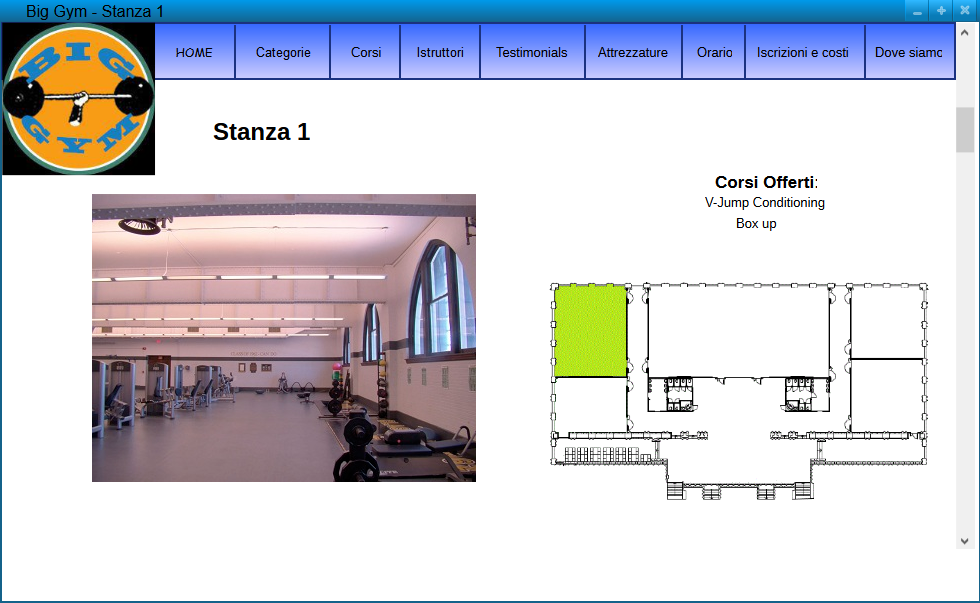 Big Gym - Stanza 1
BIG
GYM
HOME
Categorie
Corsi
Istruttori
Testimonials
Attrezzature
Orario
Iscrizioni e costi
Dove siamo
Stanza 1
Corsi Offerti:
V-Jump Conditioning
Box up